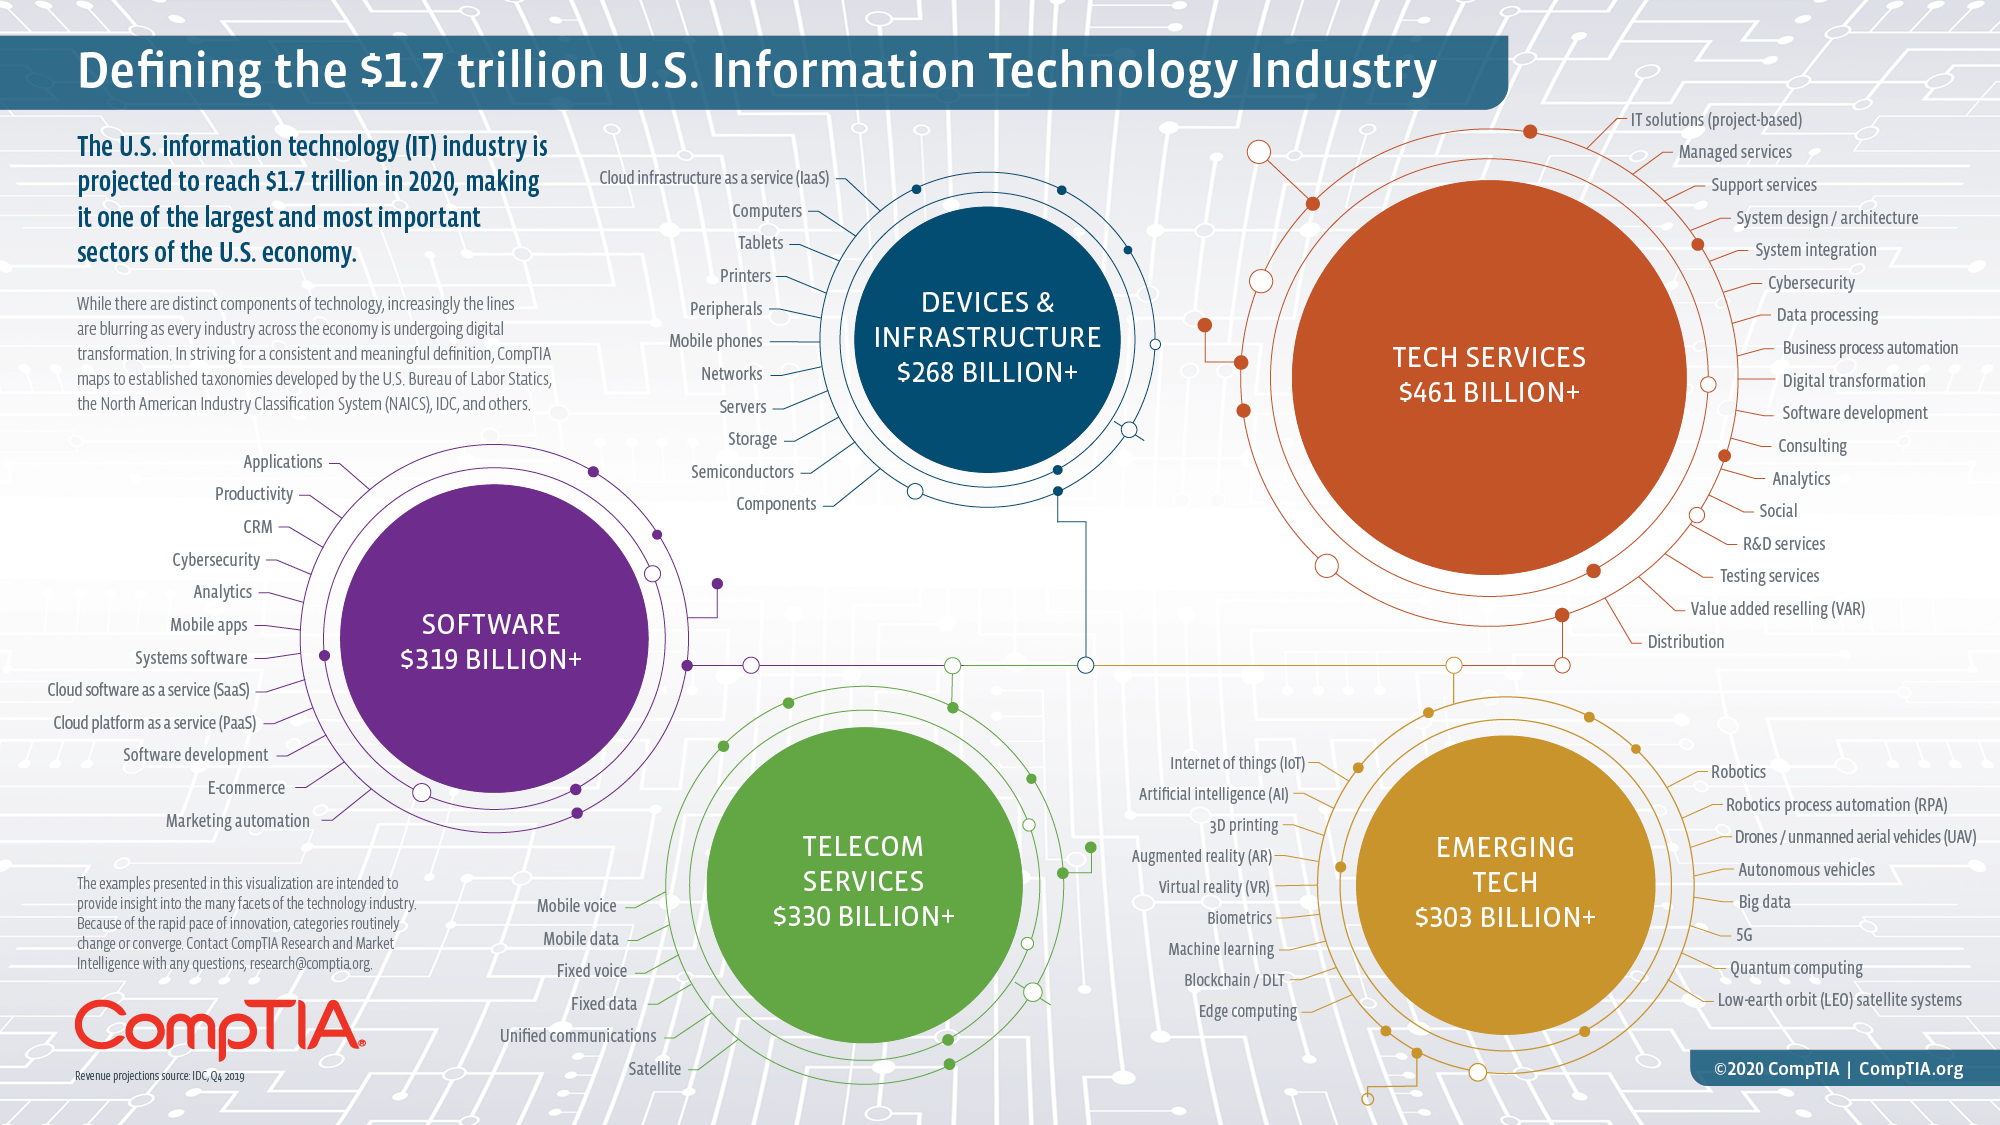 Defining the $1.7 trillion U.S. Information Technology Industry
The U.S. information technology (IT) industry is
projected to reach $1.7 trillion in 2020, making
it one of the largest and most important
sectors of the U.S. economy.
While there are distinct components of technology, increasingly the lines
are blurring as every industry across the economy is undergoing digital
transformation. In striving for a consistent and meaningful definition, CompTIA
maps to established taxonomies developed by the U.S. Bureau of Labor Statics,
the North American Industry Classification System (NAICS), IDC, and others.
Cloud infrastructure as a service (IaaS)
Computers
Tablets
Printers
Peripherals
Mobile phones
Networks
Servers
Storage
Semiconductors
Components
DEVICES &
INFRASTRUCTURE
$268 BILLION+
TECH SERVICES
$461 BILLION+
IT solutions (project-based)
Managed services
Support services
System design / architecture
System integration
Cybersecurity
Data processing
Business process automation
Digital transformation
Software development
Consulting
Analytics
Social
R&D services
Testing services
Value added reselling (VAR)
Distribution
Applications
Productivity
CRM
Cybersecurity
Analytics
Mobile apps
Systems software
Cloud software as a service (SaaS)
Cloud platform as a service (PaaS)
Software development
E-commerce
Marketing automation
SOFTWARE
$319 BILLION+
Mobile voice
Mobile data
Fixed voice
Fixed data
Unified communications
Satellite
TELECOM
SERVICES
$330 BILLION+
Internet of things (IoT)
Artificial intelligence (AI)
3D printing
Augmented reality (AR)
Virtual reality (VR)
Biometrics
Machine learning
Blockchain / DLT
Edge computing
EMERGING
TECH
$303 BILLION+
Robotics
Robotics process automation (RPA)
Drones / unmanned aerial vehicles (UAV)
Autonomous vehicles
Big data
5G
Quantum computing
Low-earth orbit (LEO) satellite systems
The examples presented in this visualization are intended to
provide insight into the many facets of the technology industry.
Because of the rapid pace of innovation, categories routinely
change or converge. Contact CompTIA Research and Market
Intelligence with any questions, research@comptia.org.
CompTIA®
Revenue projections source: IDC, Q4 2019
©2020 CompTIA | CompTIA.org